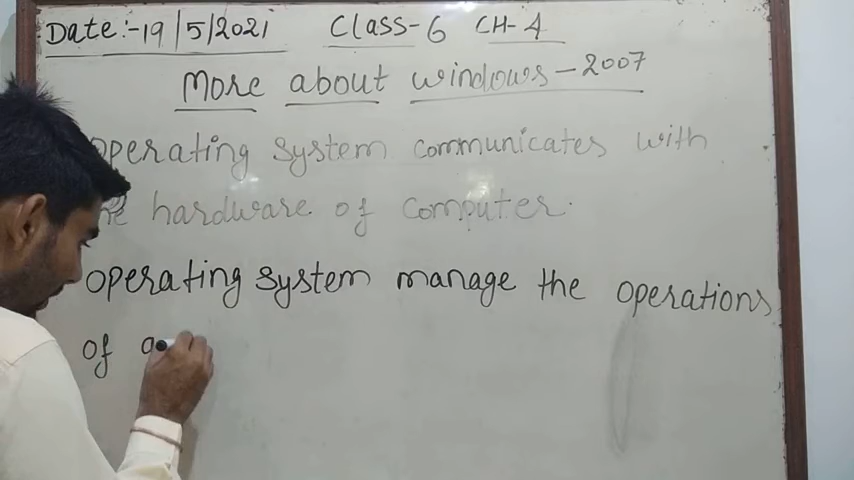 Date:-19/5/2021 Class-6 CH-4
More about windows-2007
operating system communicates with
hardware of computer.
operating system manage the operations
of a